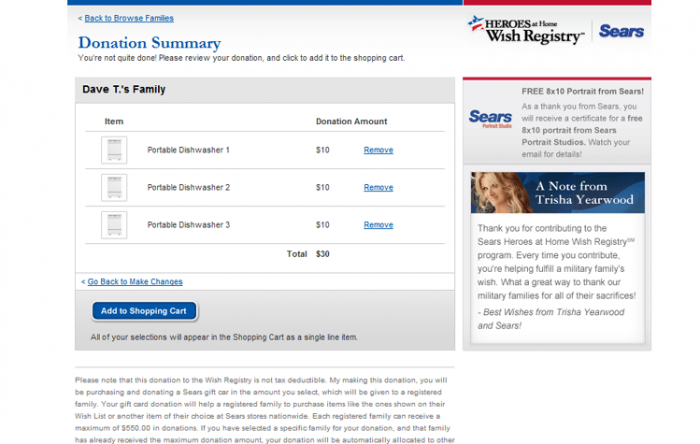 < Back to Browse Families
Donation Summary
You're not quite done! Please review your donation, and click to add it to the shopping cart.
HEROES at Home
Wish Registry℠
Sears
Dave T.'s Family
Item Donation Amount
Portable Dishwasher 1 $10 Remove
Portable Dishwasher 2 $10 Remove
Portable Dishwasher 3 $10 Remove
Total $30
< Go Back to Make Changes
Add to Shopping Cart
All of your selections will appear in the Shopping Cart as a single line item.
Sears
Portrait Studio
FREE 8x10 Portrait from Sears!
As a thank you from Sears, you
will receive a certificate for a free
8x10 portrait from Sears
Portrait Studios. Watch your
email for details!
A Note from
Trisha Yearwood
Thank you for contributing to the
Sears Heroes at Home Wish Registry℠
program. Every time you contribute,
you're helping fulfill a military family's
wish. What a great way to thank our
military families for all of their sacrifices!
- Best Wishes from Trisha Yearwood
and Sears!
Please note that this donation to the Wish Registry is not tax deductible. My making this donation, you will
be purchasing and donating a Sears gift car in the amount you select, which will be given to a registered
family. Your gift card donation will help a registered family to purchase items like the ones shown on their
Wish List or another item of their choice at Sears stores nationwide. Each registered family can receive a
maximum of $550.00 in donations. If you have selected a specific family for your donation, and that family
has already received the maximum donation amount, your donation will be automatically allocated to other